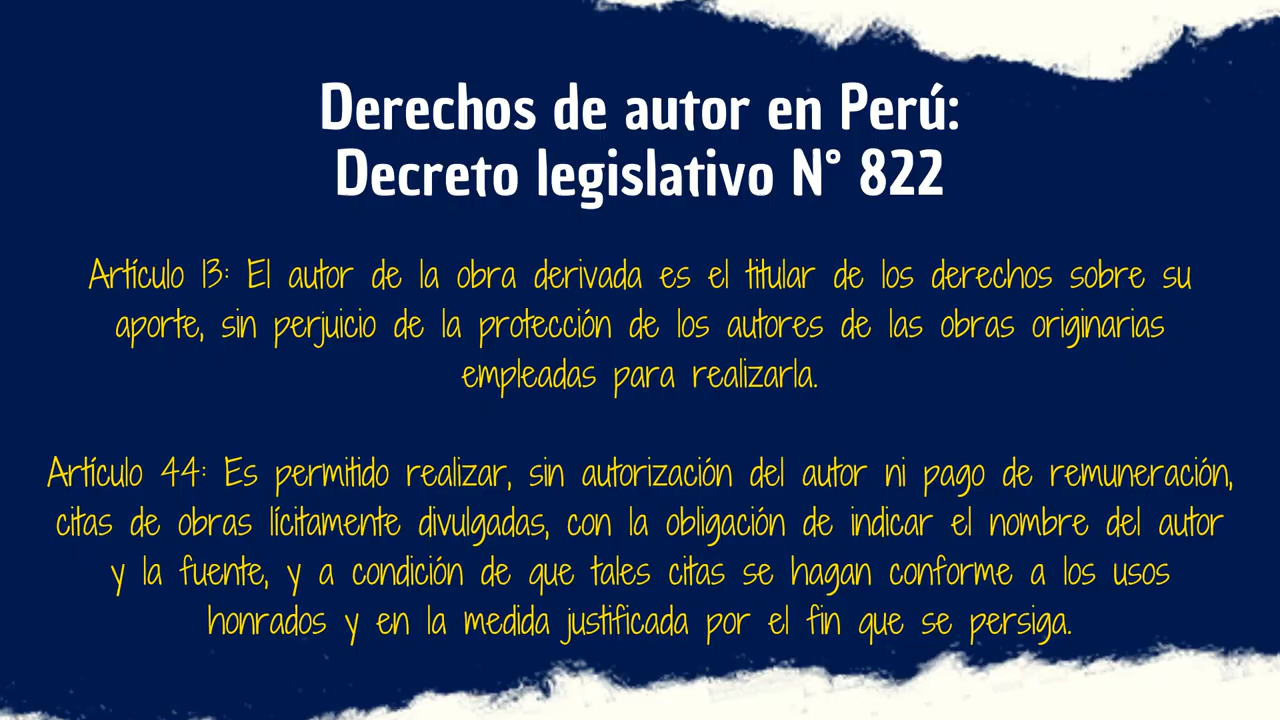 Derechos de autor en Perú:
Decreto legislativo N° 822
Artículo 13: El autor de la obra derivada es el titular de los derechos sobre su
aporte, sin perjuicio de la protección de los autores de las obras originarias
empleadas para realizarla.
Artículo 44: Es permitido realizar, sin autorización del autor ni pago de remuneración,
citas de obras lícitamente divulgadas, con la obligación de indicar el nombre del autor
y la fuente, y a condición de que tales citas se hagan conforme a los usos
honrados y en la medida justificada por el fin que se persiga.